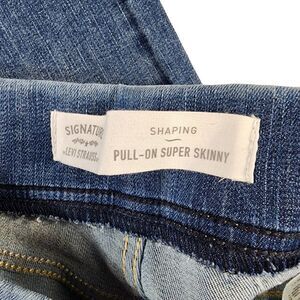 SIGNATURE
SHAPING
LEVI STRAUSS
PULL-ON SUPER SKINNY